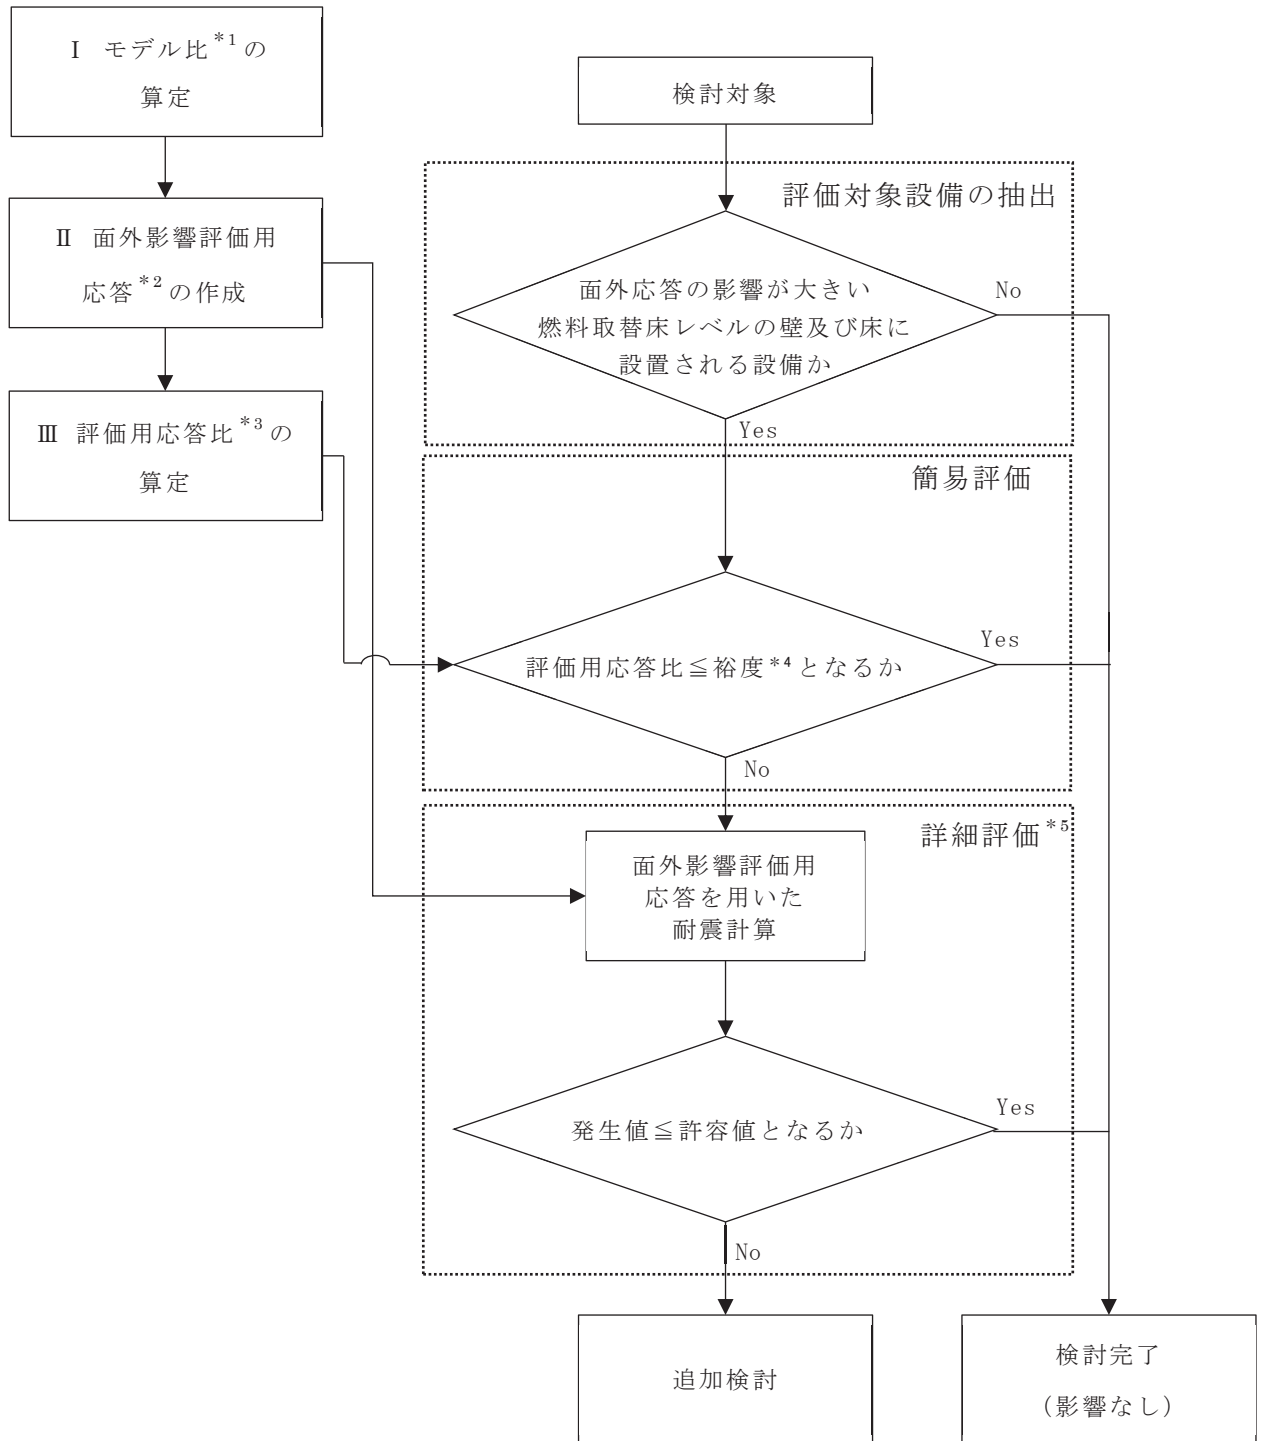 Ⅰ モデル比*1の
算定
Ⅱ 面外影響評価用
応答*2の作成
Ⅲ 評価用応答比*3の
算定
検討対象
評価対象設備の抽出
面外応答の影響が大きい
燃料取替床レベルの壁及び床に
設置される設備か
No
Yes
簡易評価
評価用応答比≦裕度*4となるか
Yes
No
詳細評価*5
面外影響評価用
応答を用いた
耐震計算
発生値≦許容値となるか
Yes
No
追加検討
検討完了
(影響なし)